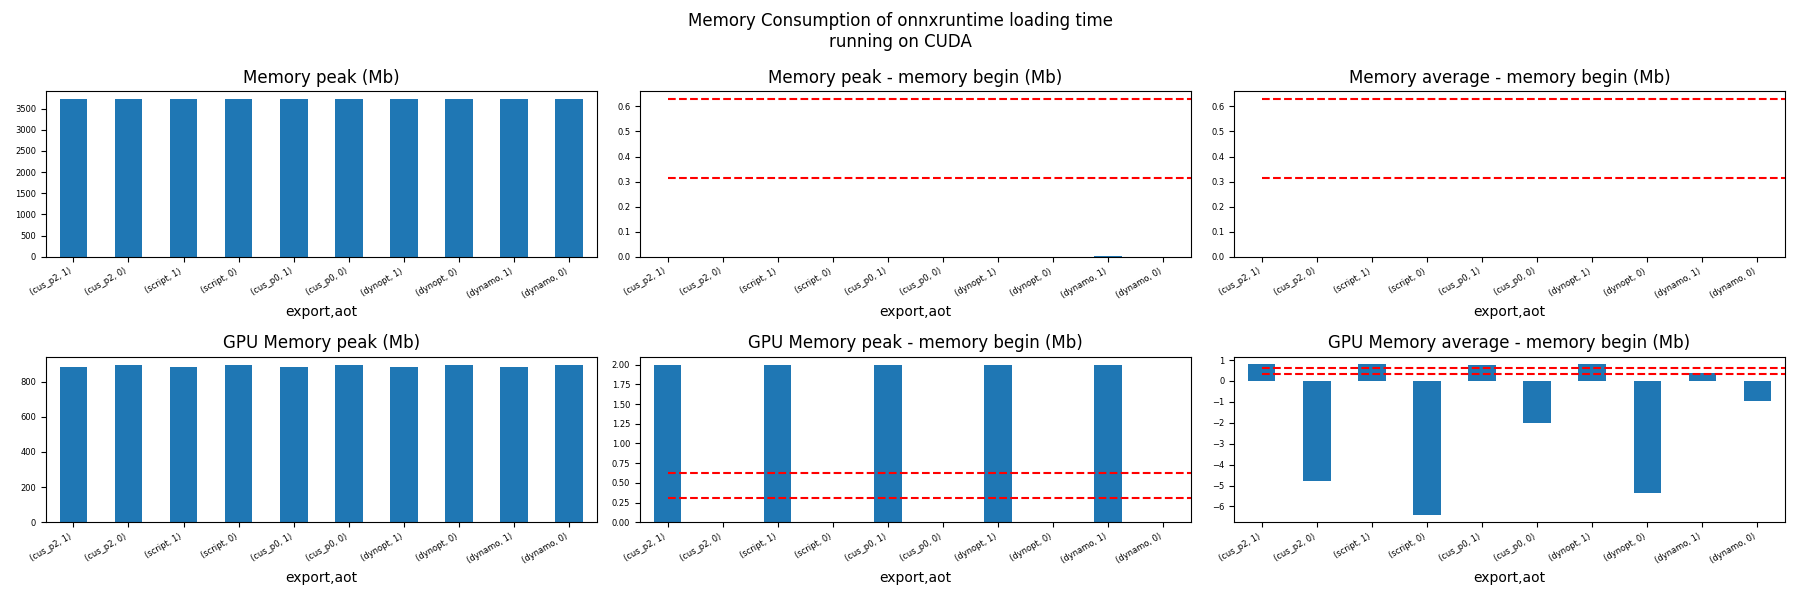 Memory Consumption of onnxruntime loading time
running on CUDA
Memory peak (Mb)
3500
3000
2500
2000
1500
1000
500
0
(cus_p2, 1)
(cus_p2, 0)
(script, 1)
(script, 0)
(cus_p0, 1)
(cus_p0, 0)
(dynopt, 1)
(dynopt, 0)
(dynamo, 1)
(dynamo, 0)
export,aot
Memory peak - memory begin (Mb)
0.6
0.5
0.4
0.3
0.2
0.1
0.0
(cus_p2, 1)
(cus_p2, 0)
(script, 1)
(script, 0)
(cus_p0, 1)
(cus_p0, 0)
(dynopt, 1)
(dynopt, 0)
(dynamo, 1)
(dynamo, 0)
export,aot
Memory average - memory begin (Mb)
0.6
0.5
0.4
0.3
0.2
0.1
0.0
(cus_p2, 1)
(cus_p2, 0)
(script, 1)
(script, 0)
(cus_p0, 1)
(cus_p0, 0)
(dynopt, 1)
(dynopt, 0)
(dynamo, 1)
(dynamo, 0)
export,aot
GPU Memory peak (Mb)
800
600
400
200
0
(cus_p2, 1)
(cus_p2, 0)
(script, 1)
(script, 0)
(cus_p0, 1)
(cus_p0, 0)
(dynopt, 1)
(dynopt, 0)
(dynamo, 1)
(dynamo, 0)
export,aot
GPU Memory peak - memory begin (Mb)
2.00
1.75
1.50
1.25
1.00
0.75
0.50
0.25
0.00
(cus_p2, 1)
(cus_p2, 0)
(script, 1)
(script, 0)
(cus_p0, 1)
(cus_p0, 0)
(dynopt, 1)
(dynopt, 0)
(dynamo, 1)
(dynamo, 0)
export,aot
GPU Memory average - memory begin (Mb)
1
0
−1
−2
−3
−4
−5
−6
(cus_p2, 1)
(cus_p2, 0)
(script, 1)
(script, 0)
(cus_p0, 1)
(cus_p0, 0)
(dynopt, 1)
(dynopt, 0)
(dynamo, 1)
(dynamo, 0)
export,aot